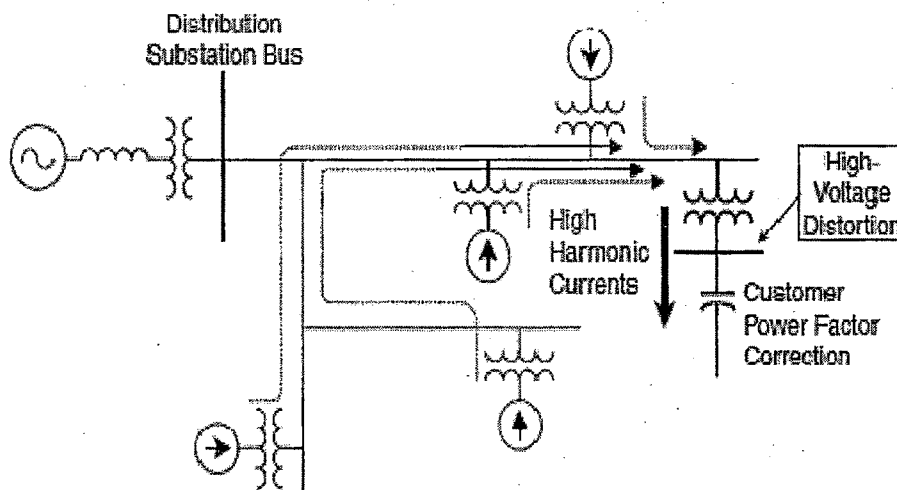 Distribution
Substation Bus
High-
Voltage
Distortion
High
Harmonic
Currents
Customer
Power Factor
Correction